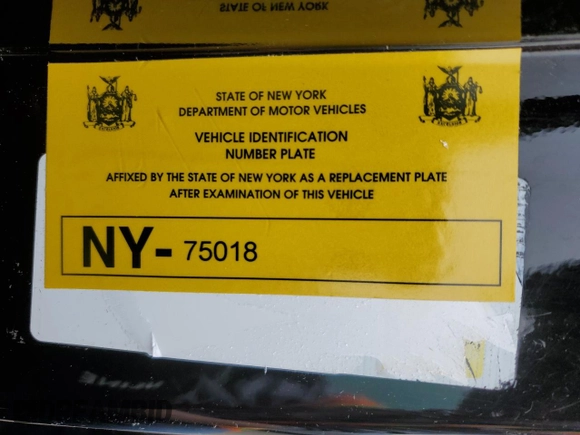 STATE OF NEW YORK
STATE OF NEW YORK
DEPARTMENT OF MOTOR VEHICLES
VEHICLE IDENTIFICATION
NUMBER PLATE
AFFIXED BY THE STATE OF NEW YORK AS A REPLACEMENT PLATE
AFTER EXAMINATION OF THIS VEHICLE
NY- 75018